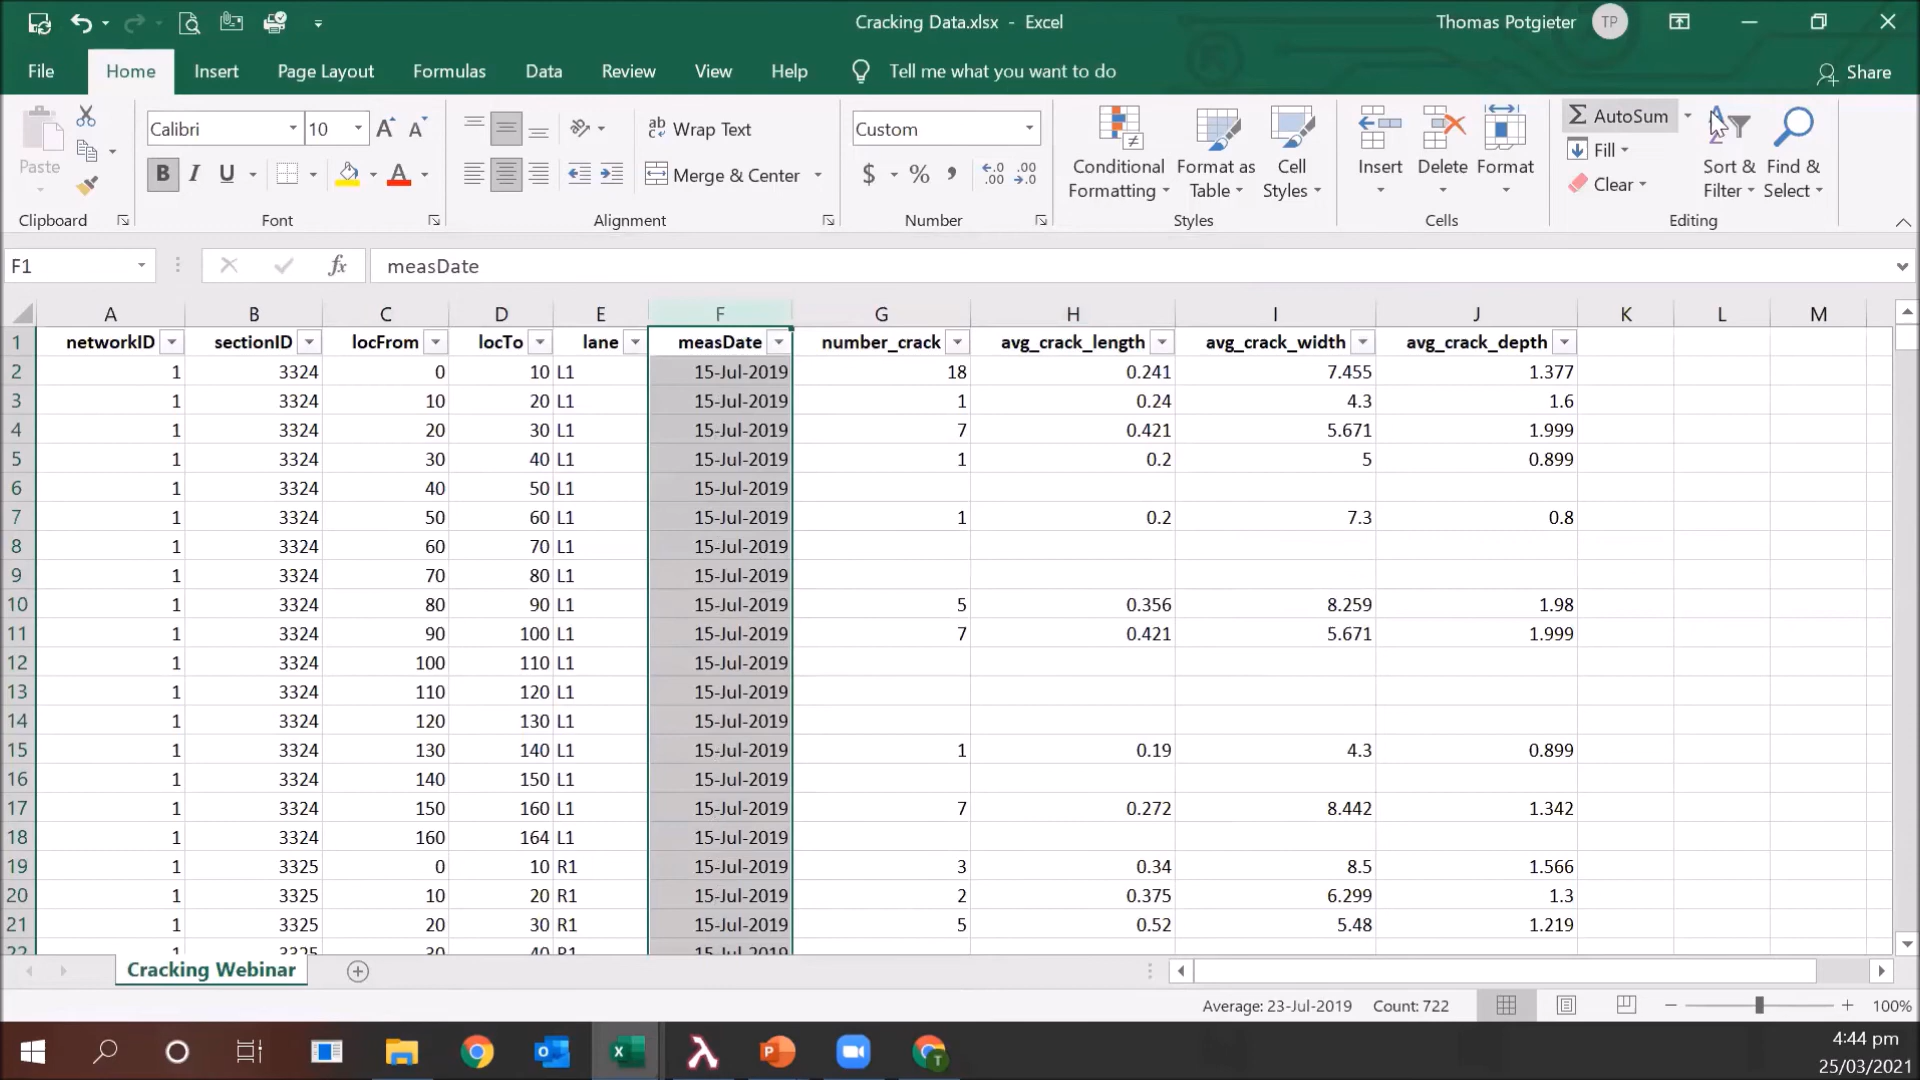 Cracking Data.xlsx - Excel
Thomas Potgieter TP
File Home Insert Page Layout Formulas Data Review View Help Tell me what you want to do Share
Paste Clipboard
Calibri 10 A A
B I U A Font
ab Wrap Text
Merge & Center
Alignment
Custom
$ % , .00 .00
Number
Conditional Formatting Format as Table Cell Styles
Styles
Insert Delete Format
Cells
Σ AutoSum
Fill
Clear
Sort & Filter Find & Select
Editing
F1 fx measDate
A B C D E F G H I J K L M
1 networkID sectionID locFrom locTo lane measDate number_crack avg_crack_length avg_crack_width avg_crack_depth
2 1 3324 0 10 L1 15-Jul-2019 18 0.241 7.455 1.377
3 1 3324 10 20 L1 15-Jul-2019 1 0.24 4.3 1.6
4 1 3324 20 30 L1 15-Jul-2019 7 0.421 5.671 1.999
5 1 3324 30 40 L1 15-Jul-2019 1 0.2 5 0.899
6 1 3324 40 50 L1 15-Jul-2019
7 1 3324 50 60 L1 15-Jul-2019 1 0.2 7.3 0.8
8 1 3324 60 70 L1 15-Jul-2019
9 1 3324 70 80 L1 15-Jul-2019
10 1 3324 80 90 L1 15-Jul-2019 5 0.356 8.259 1.98
11 1 3324 90 100 L1 15-Jul-2019 7 0.421 5.671 1.999
12 1 3324 100 110 L1 15-Jul-2019
13 1 3324 110 120 L1 15-Jul-2019
14 1 3324 120 130 L1 15-Jul-2019
15 1 3324 130 140 L1 15-Jul-2019 1 0.19 4.3 0.899
16 1 3324 140 150 L1 15-Jul-2019
17 1 3324 150 160 L1 15-Jul-2019 7 0.272 8.442 1.342
18 1 3324 160 164 L1 15-Jul-2019
19 1 3325 0 10 R1 15-Jul-2019 3 0.34 8.5 1.566
20 1 3325 10 20 R1 15-Jul-2019 2 0.375 6.299 1.3
21 1 3325 20 30 R1 15-Jul-2019 5 0.52 5.48 1.219
22 1 3325 30 40 R1 15-Jul-2019
Cracking Webinar
Average: 23-Jul-2019 Count: 722 100%
4:44 pm
25/03/2021